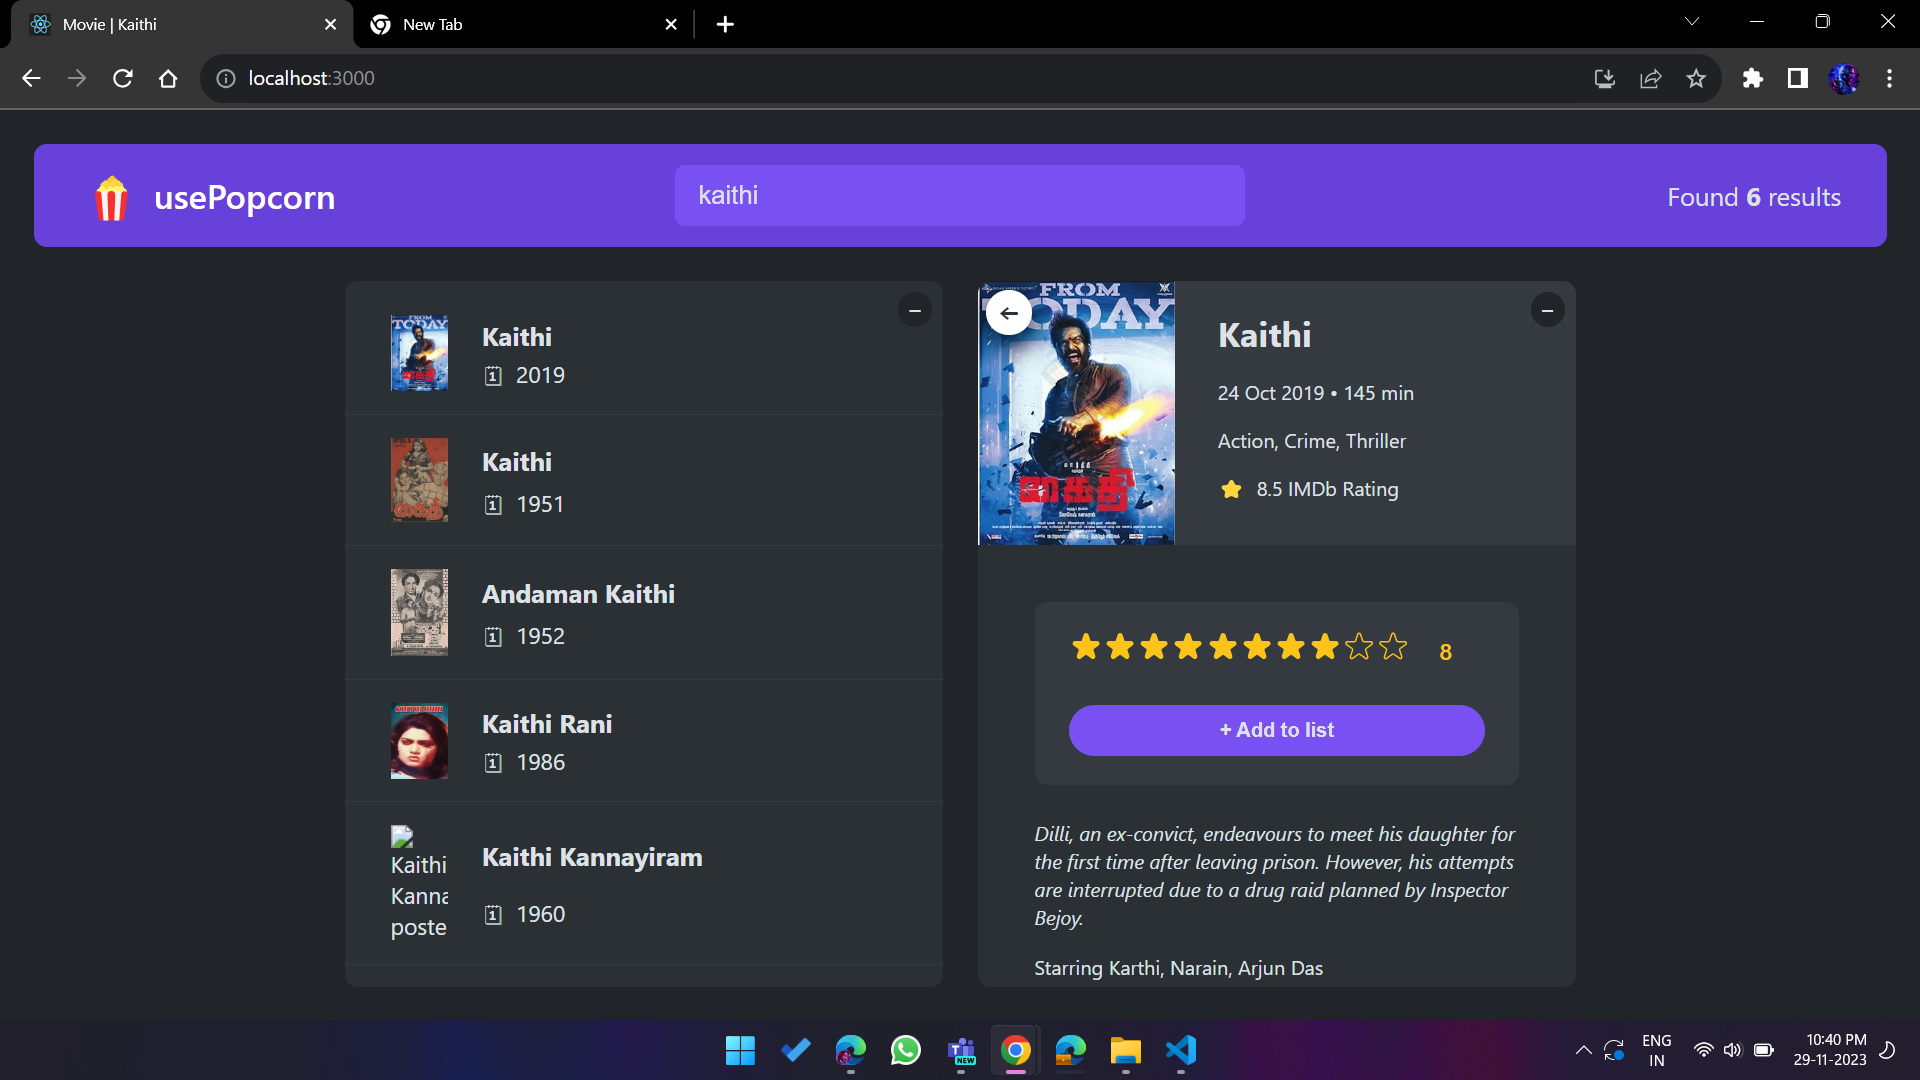 Movie | Kaithi
New Tab
localhost:3000
usePopcorn
kaithi
Found 6 results
Kaithi
2019
Kaithi
1951
Andaman Kaithi
1952
Kaithi Rani
1986
Kaithi
Kanna
poste
Kaithi Kannayiram
1960
FROM
TODAY
Kaithi
24 Oct 2019 • 145 min
Action, Crime, Thriller
8.5 IMDb Rating
8
+ Add to list
Dilli, an ex-convict, endeavours to meet his daughter for
the first time after leaving prison. However, his attempts
are interrupted due to a drug raid planned by Inspector
Bejoy.
Starring Karthi, Narain, Arjun Das
NEW
ENG
IN
10:40 PM
29-11-2023